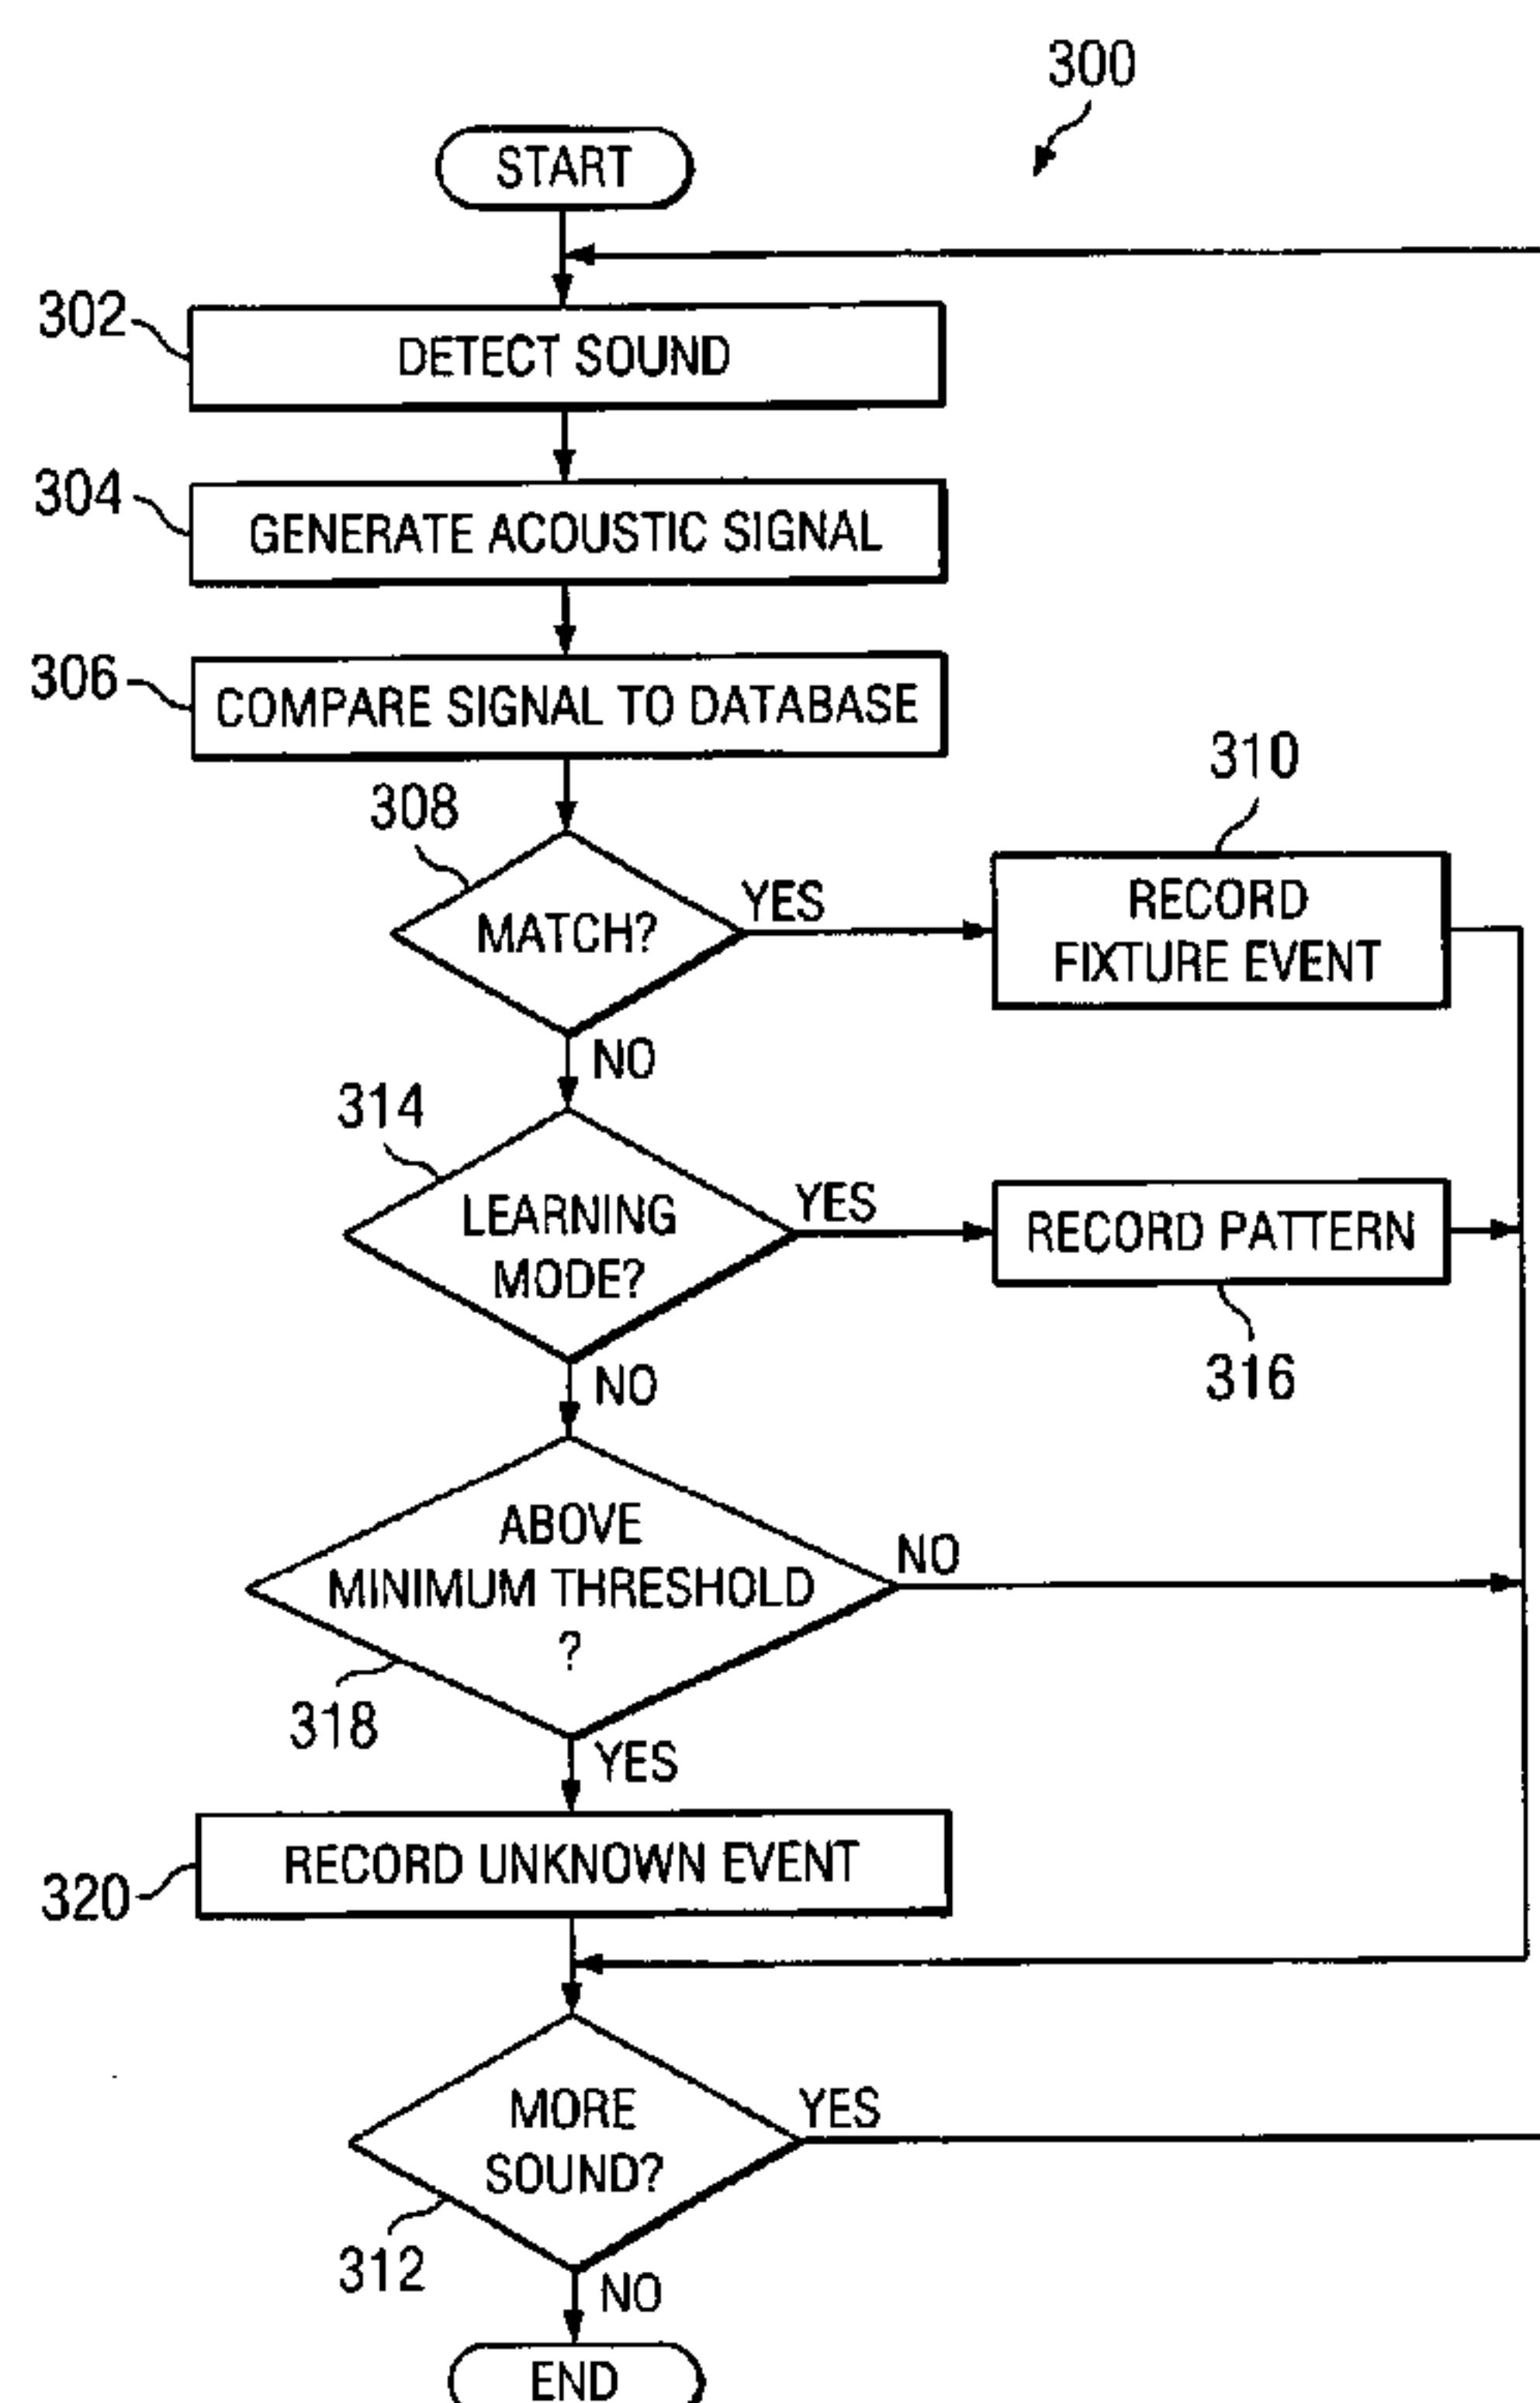 300
START
302
DETECT SOUND
304
GENERATE ACOUSTIC SIGNAL
306
COMPARE SIGNAL TO DATABASE
308
MATCH?
YES
310
RECORD
FIXTURE EVENT
NO
314
LEARNING
MODE?
YES
RECORD PATTERN
316
NO
ABOVE
MINIMUM THRESHOLD
?
NO
318
YES
320
RECORD UNKNOWN EVENT
MORE
SOUND?
YES
312
NO
END